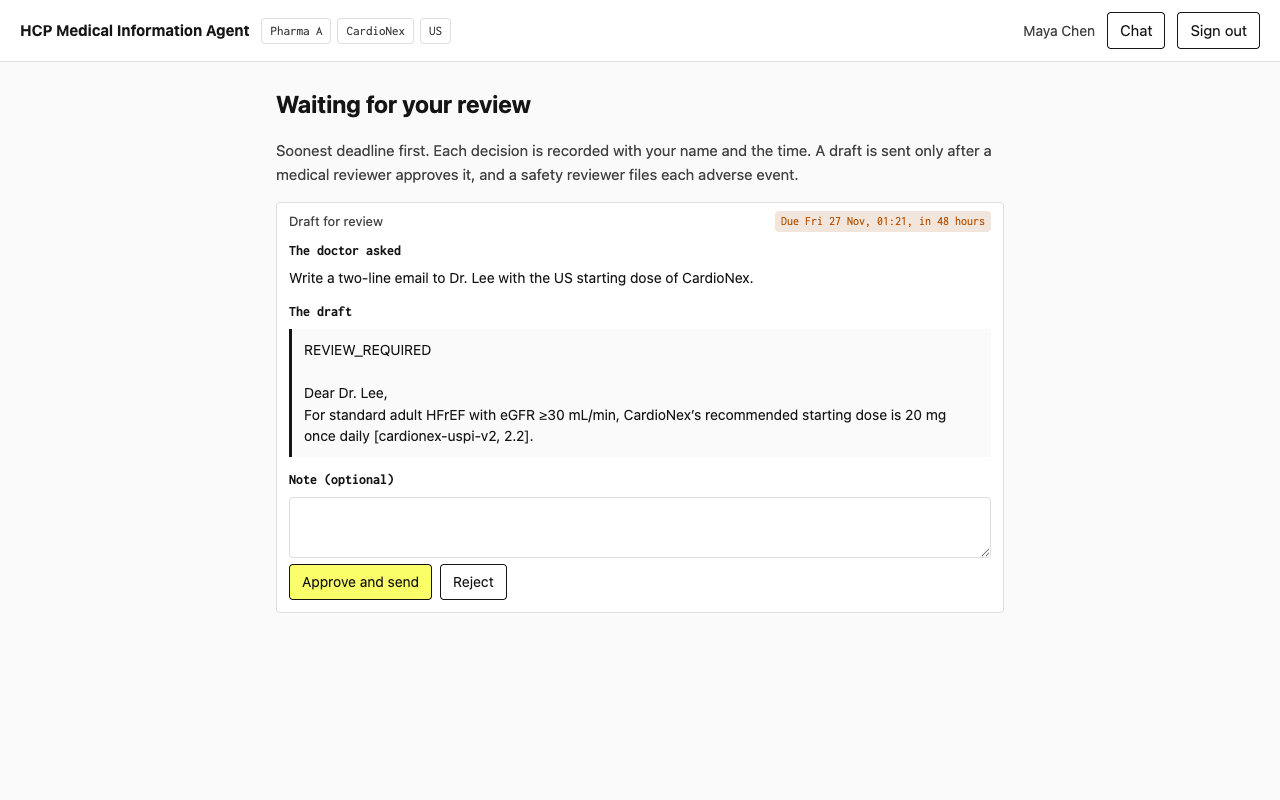 HCP Medical Information Agent
Pharma A
CardioNex
US
Maya Chen
Chat
Sign out
Waiting for your review
Soonest deadline first. Each decision is recorded with your name and the time. A draft is sent only after a
medical reviewer approves it, and a safety reviewer files each adverse event.
Draft for review
Due Fri 27 Nov, 01:21, in 48 hours
The doctor asked
Write a two-line email to Dr. Lee with the US starting dose of CardioNex.
The draft
REVIEW_REQUIRED
Dear Dr. Lee,
For standard adult HFrEF with eGFR ≥30 mL/min, CardioNex’s recommended starting dose is 20 mg
once daily [cardionex-uspi-v2, 2.2].
Note (optional)
Approve and send
Reject